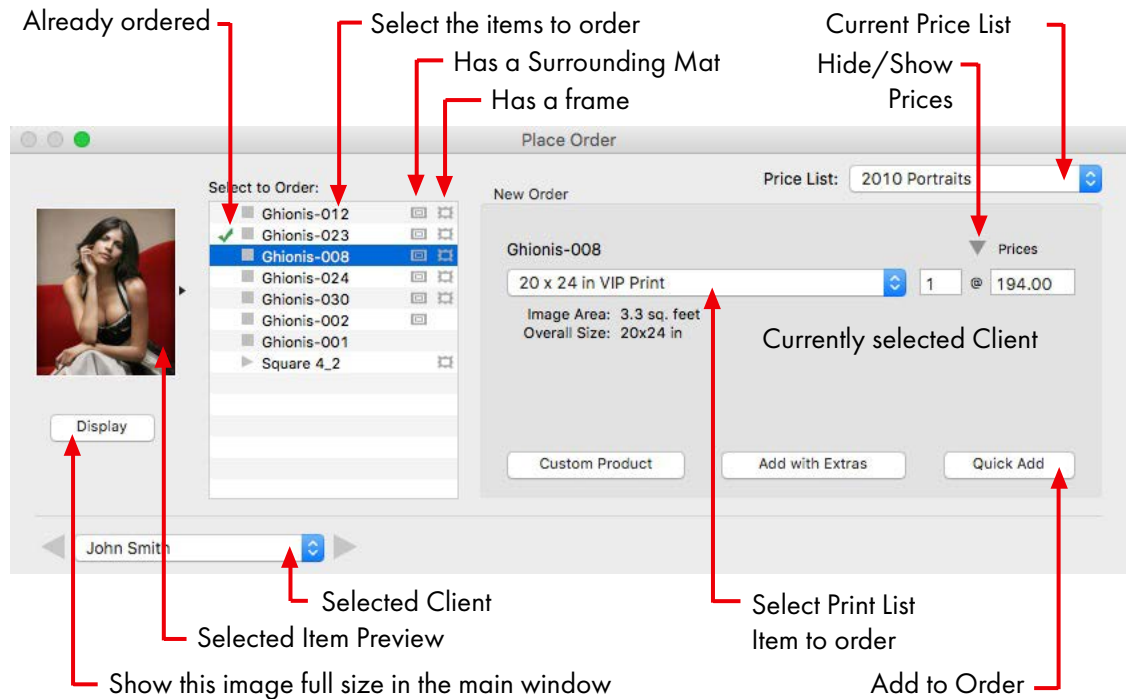 Already ordered
Select the items to order
Current Price List
Has a Surrounding Mat
Hide/Show
Prices
Has a frame
Place Order
Select to Order:
Price List: 2010 Portraits
New Order
Ghionis-012
Ghionis-023
Ghionis-008
Ghionis-024
Ghionis-030
Ghionis-002
Ghionis-001
Square 4_2
Ghionis-008
Prices
20 x 24 in VIP Print
1 @ 194.00
Image Area: 3.3 sq. feet
Overall Size: 20x24 in
Currently selected Client
Display
Custom Product
Add with Extras
Quick Add
John Smith
Selected Client
Select Print List
Item to order
Selected Item Preview
Show this image full size in the main window
Add to Order